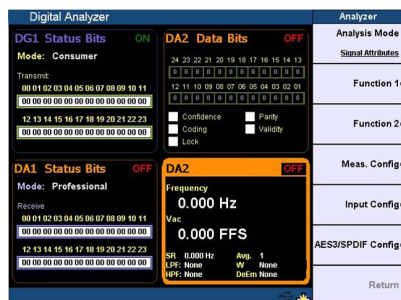 Digital Analyzer
DG1 Status Bits ON
Mode: Consumer
Transmit:
00 01 02 03 04 05 06 07 08 09 10 11
00 00 00 00 00 00 00 00 00 00 00 00
12 13 14 15 16 17 18 19 20 21 22 23
00 00 00 00 00 00 00 00 00 00 00 00
DA2 Data Bits OFF
24 23 22 21 20 19 18 17 16 15 14 13
0 0 0 0 0 0 0 0 0 0 0 0
12 11 10 09 08 07 06 05 04 03 02 01
0 0 0 0 0 0 0 0 0 0 0 0
Confidence Parity
Coding Validity
Lock
DA1 Status Bits OFF
Mode: Professional
Receive
00 01 02 03 04 05 06 07 08 09 10 11
00 00 00 00 00 00 00 00 00 00 00 00
12 13 14 15 16 17 18 19 20 21 22 23
00 00 00 00 00 00 00 00 00 00 00 00
DA2 OFF
Frequency
0.000 Hz
Vac
0.000 FFS
SR 0.000 Hz Avg. 1
LPF: None W None
HPF: None DeEm None
Analyzer
Analysis Mode
Signal Attributes
Function 1
Function 2
Meas. Config
Input Config
AES3/SPDIF Config
Return